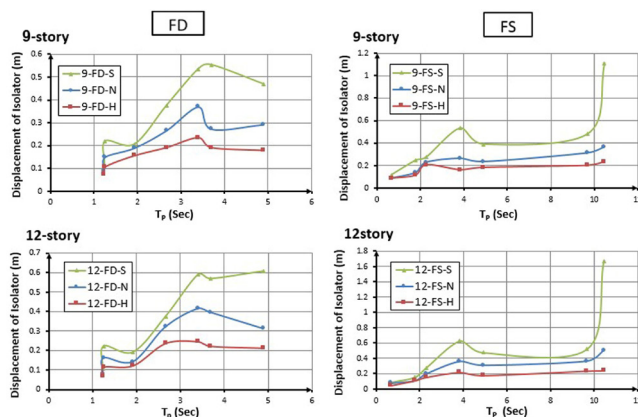 FD
FS
9-story
9-story
Displacement of Isolator (m)
0.6
0.5
0.4
0.3
0.2
0.1
0
9-FD-S
9-FD-N
9-FD-H
0 1 2 3 4 5 6
TP (Sec)
Displacement of Isolator (m)
1.2
1
0.8
0.6
0.4
0.2
0
9-FS-S
9-FS-N
9-FS-H
0 2 4 6 8 10
TP (Sec)
12-story
12story
Displacement of Isolator (m)
0.7
0.6
0.5
0.4
0.3
0.2
0.1
0
12-FD-S
12-FD-N
12-FD-H
0 1 2 3 4 5 6
(Sec)
Displacement of Isolator (m)
1.8
1.6
1.4
1.2
1
0.8
0.6
0.4
0.2
0
12-FS-S
12-FS-N
12-FS-H
0 2 4 6 8 10
TP (Sec)